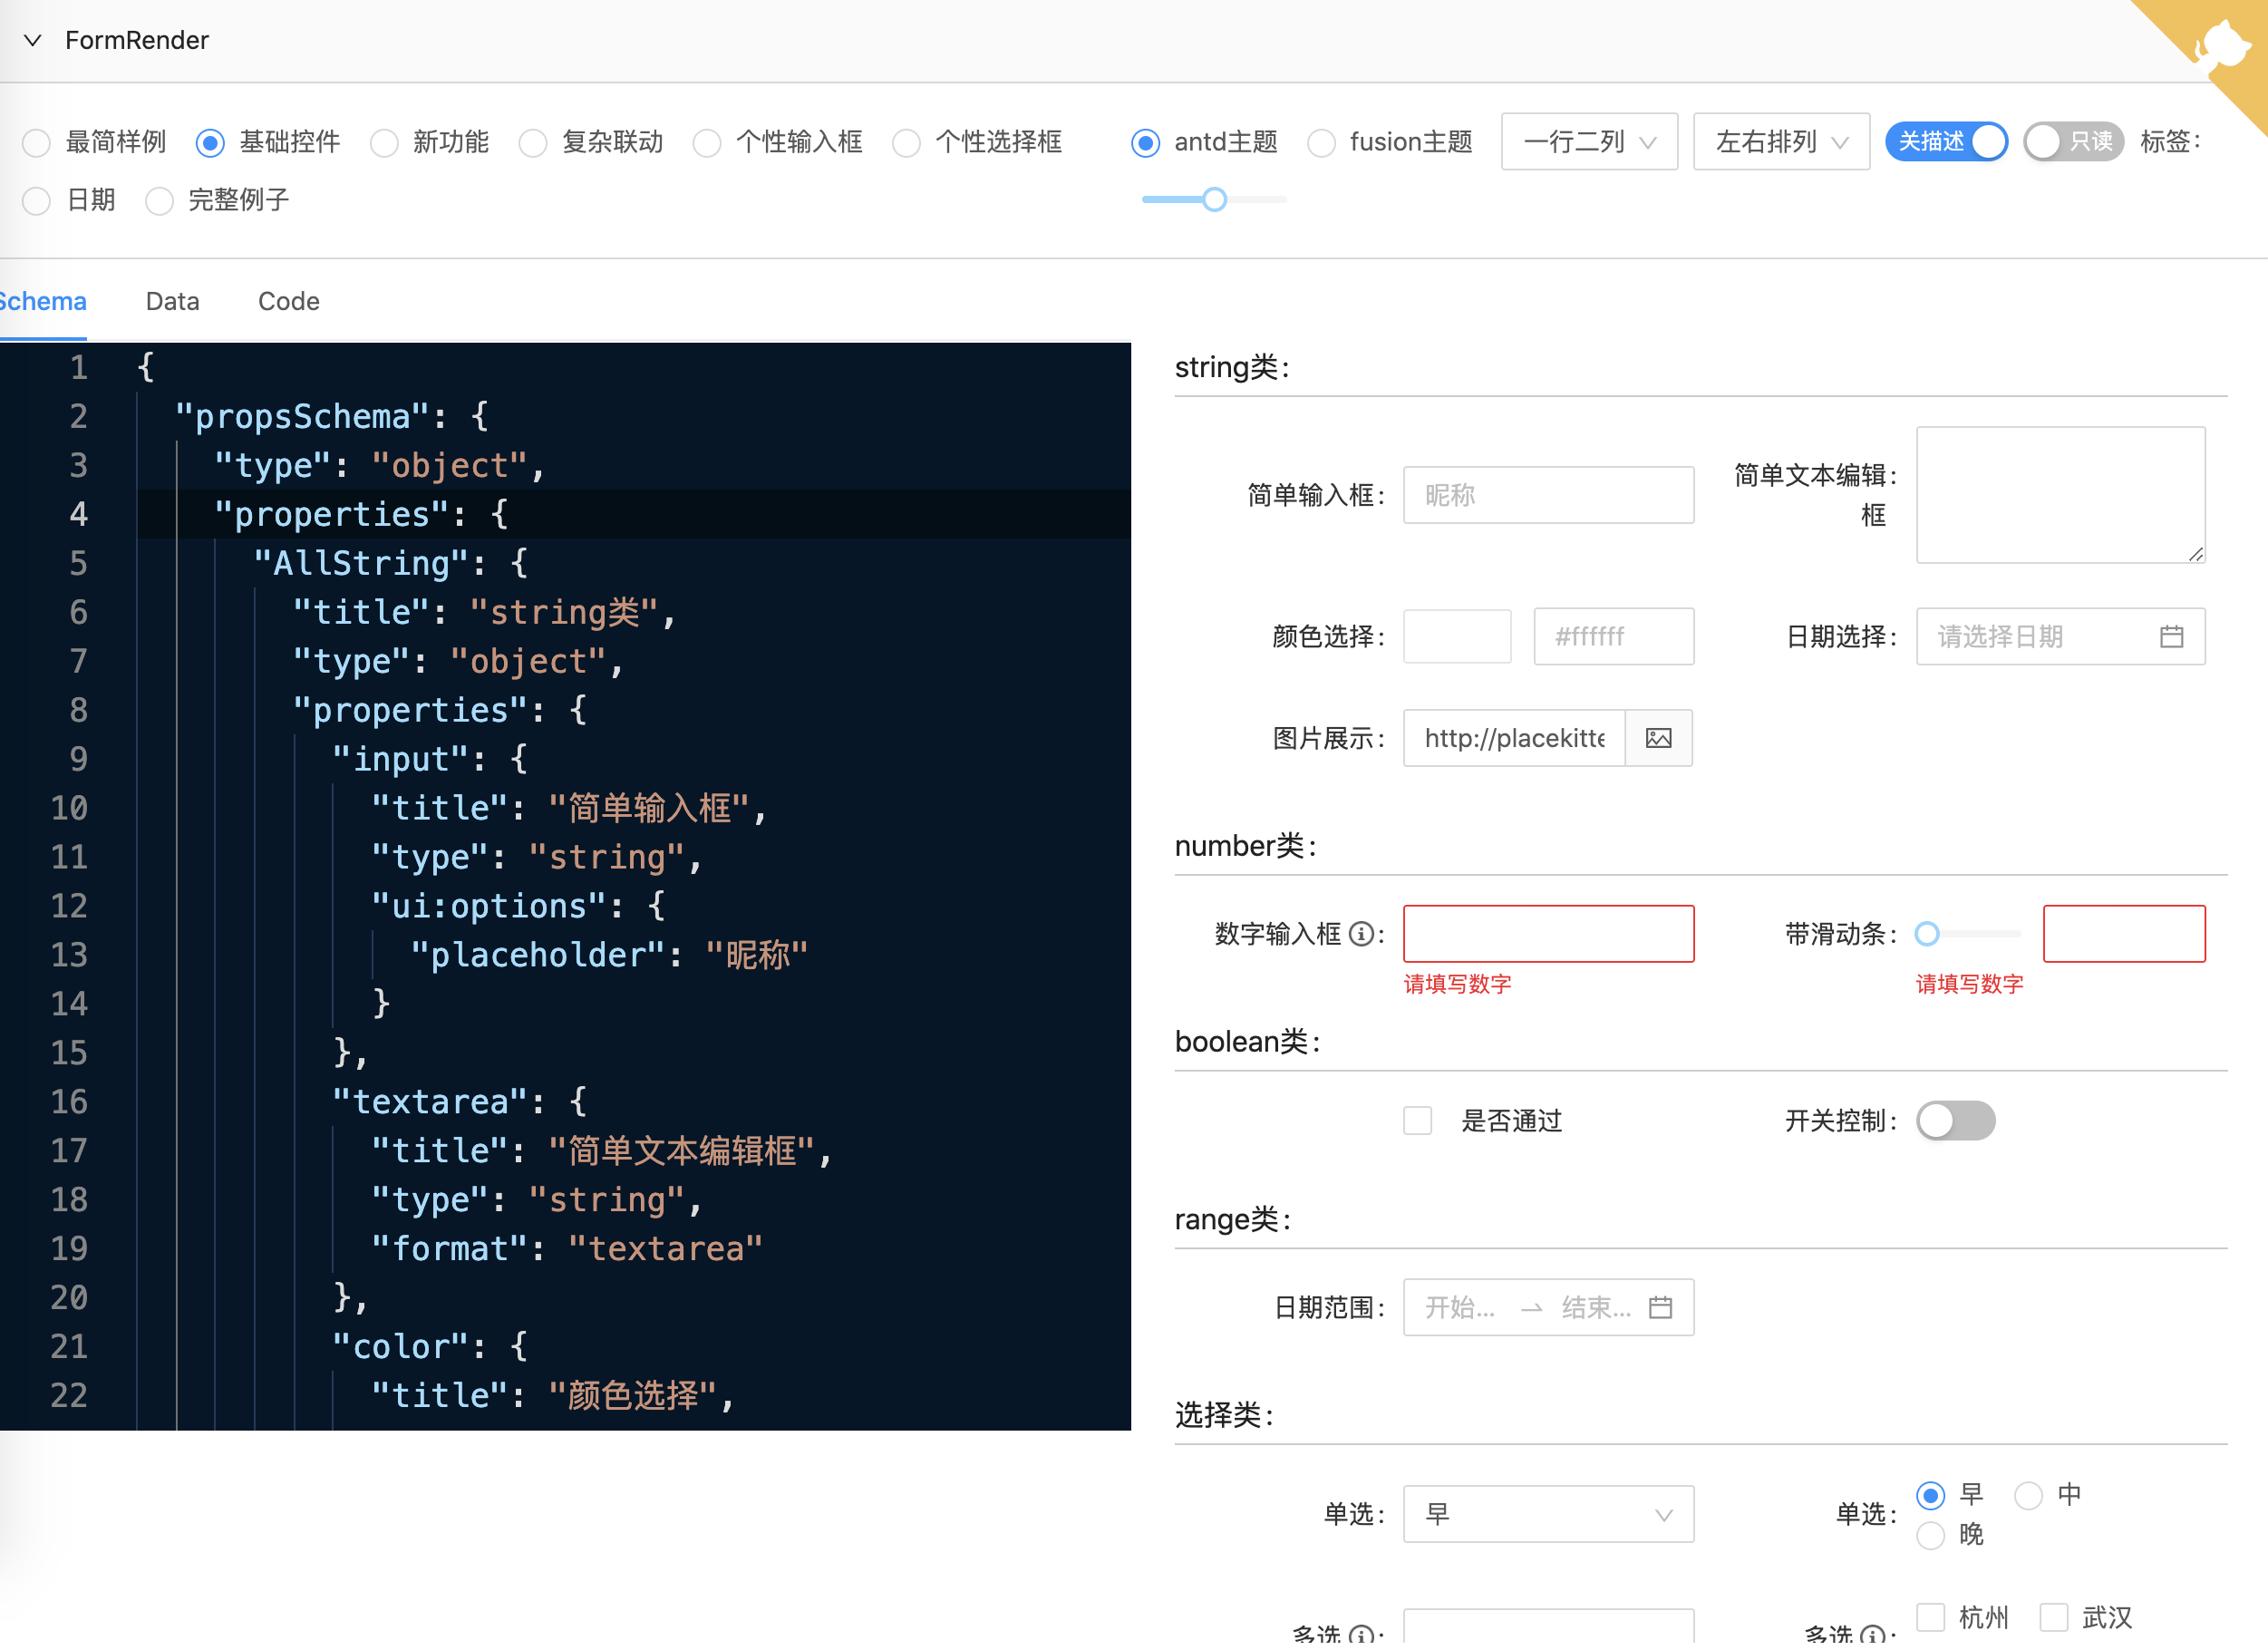 FormRender
最简样例 基础控件 新功能 复杂联动 个性输入框 个性选择框
日期 完整例子
antd主题 fusion主题 一行二列 左右排列 关描述 只读 标签:
Schema Data Code
1 {
2 "propsSchema": {
3 "type": "object",
4 "properties": {
5 "AllString": {
6 "title": "string类",
7 "type": "object",
8 "properties": {
9 "input": {
10 "title": "简单输入框",
11 "type": "string",
12 "ui:options": {
13 "placeholder": "昵称"
14 }
15 },
16 "textarea": {
17 "title": "简单文本编辑框",
18 "type": "string",
19 "format": "textarea"
20 },
21 "color": {
22 "title": "颜色选择",
string类:
简单输入框: 昵称 简单文本编辑框:
颜色选择: #ffffff 日期选择: 请选择日期
图片展示: http://placekitte
number类:
数字输入框: 带滑动条:
请填写数字 请填写数字
boolean类:
是否通过 开关控制:
range类:
日期范围: 开始... 结束...
选择类:
单选: 早 单选: 早 中
晚
多选: 多选: 杭州 武汉